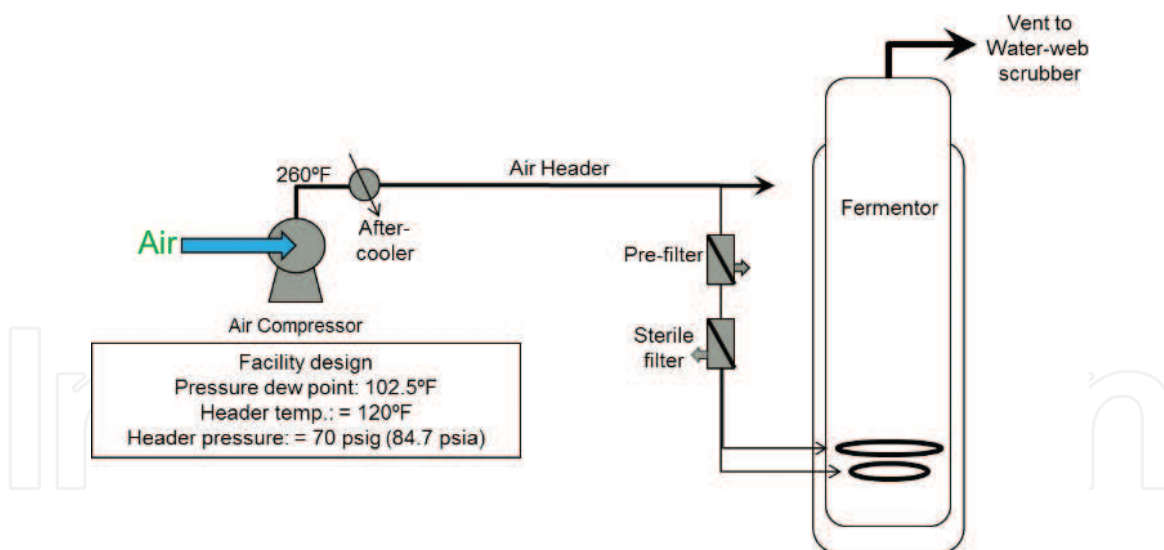 Vent to
Water-web
scrubber
260ºF
Air Header
After-
cooler
Air
Fermentor
Pre-filter
Sterile
filter
Air Compressor
Facility design
Pressure dew point: 102.5ºF
Header temp.: = 120ºF
Header pressure: = 70 psig (84.7 psia)